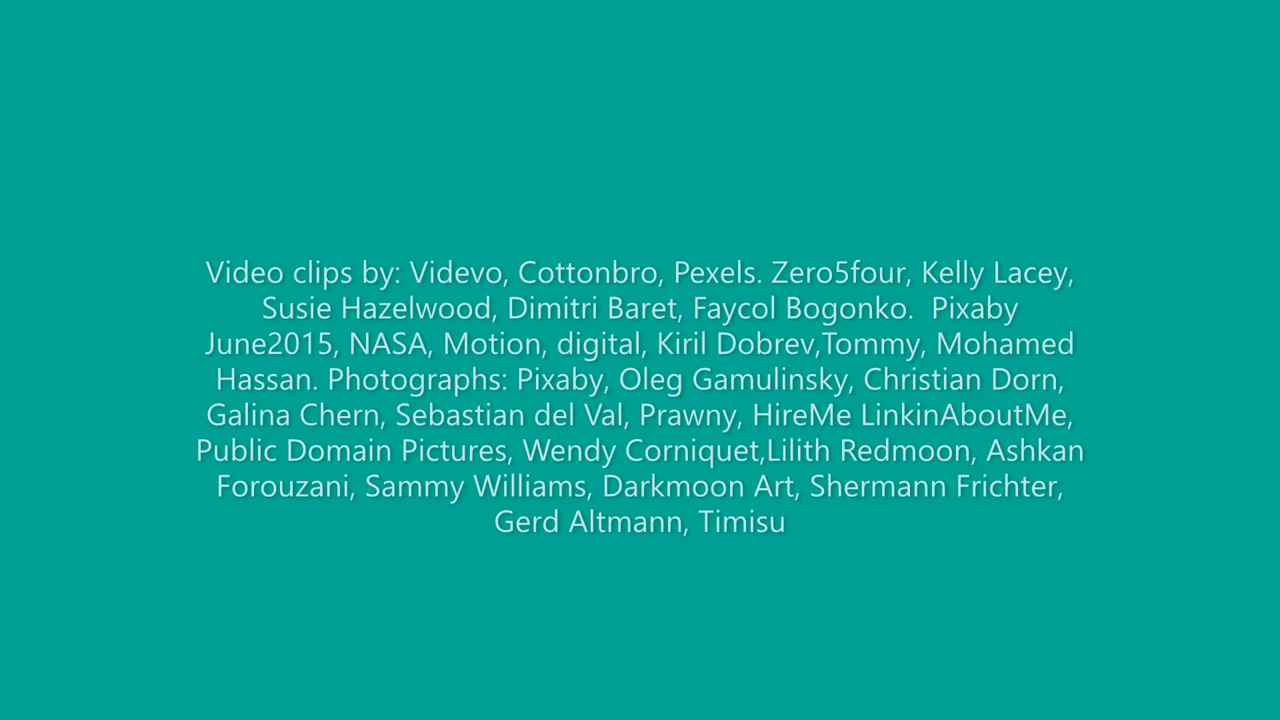 Video clips by: Videvo, Cottonbro, Pexels. Zero5four, Kelly Lacey,
Susie Hazelwood, Dimitri Baret, Faycol Bogonko.  Pixaby
June2015, NASA, Motion, digital, Kiril Dobrev,Tommy, Mohamed
Hassan. Photographs: Pixaby, Oleg Gamulinsky, Christian Dorn,
Galina Chern, Sebastian del Val, Prawny, HireMe LinkinAboutMe,
Public Domain Pictures, Wendy Corniquet,Lilith Redmoon, Ashkan
Forouzani, Sammy Williams, Darkmoon Art, Shermann Frichter,
Gerd Altmann, Timisu